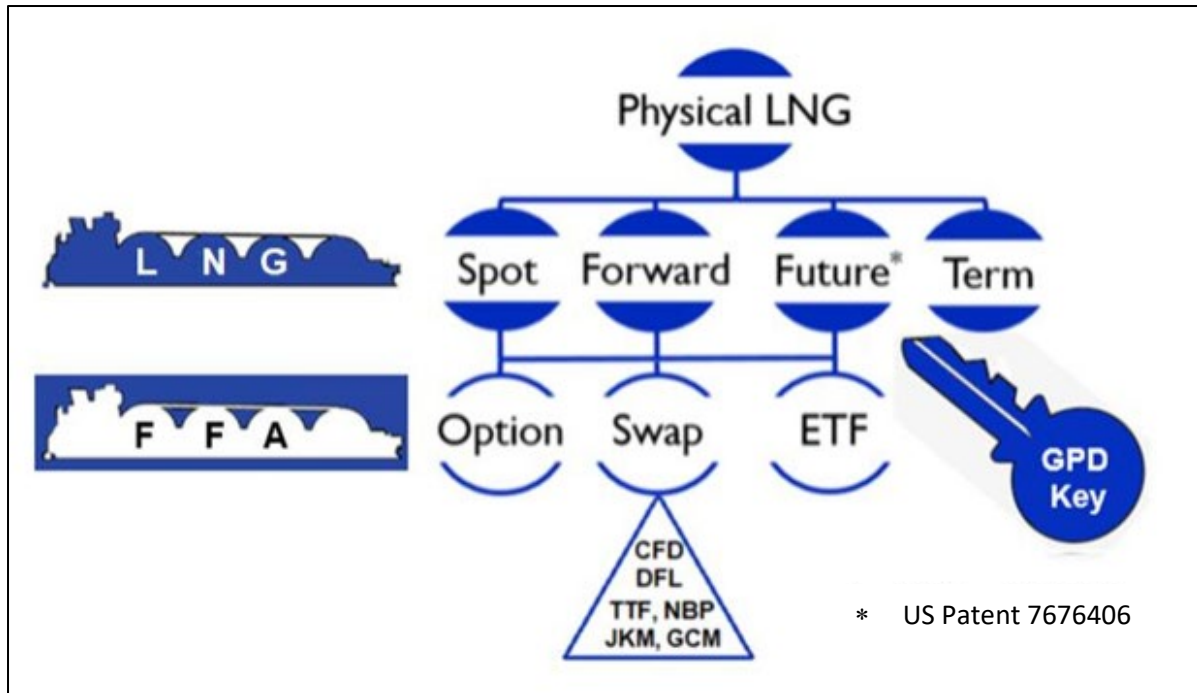 Physical LNG
L N G
Spot Forward Future* Term
F F A
Option Swap ETF
GPD
Key
CFD
DFL
TTF, NBP
JKM, GCM
* US Patent 7676406